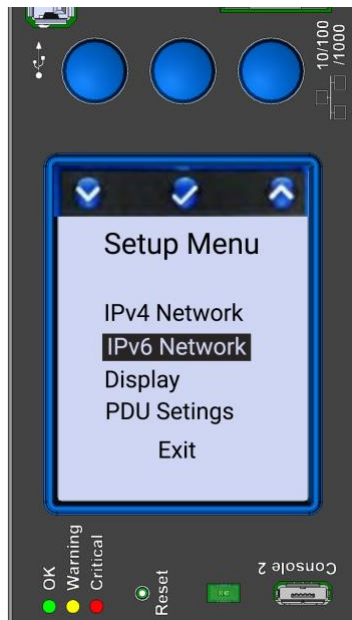 10/100
/1000
Setup Menu
IPv4 Network
IPv6 Network
Display
PDU Setings
Exit
OK
Warning
Critical
Reset
Console 2